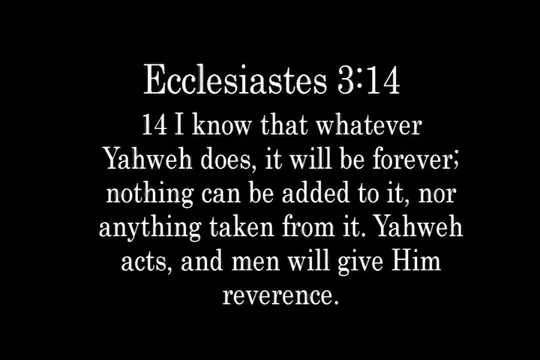 Ecclesiastes 3:14
14 I know that whatever
Yahweh does, it will be forever;
nothing can be added to it, nor
anything taken from it. Yahweh
acts, and men will give Him
reverence.